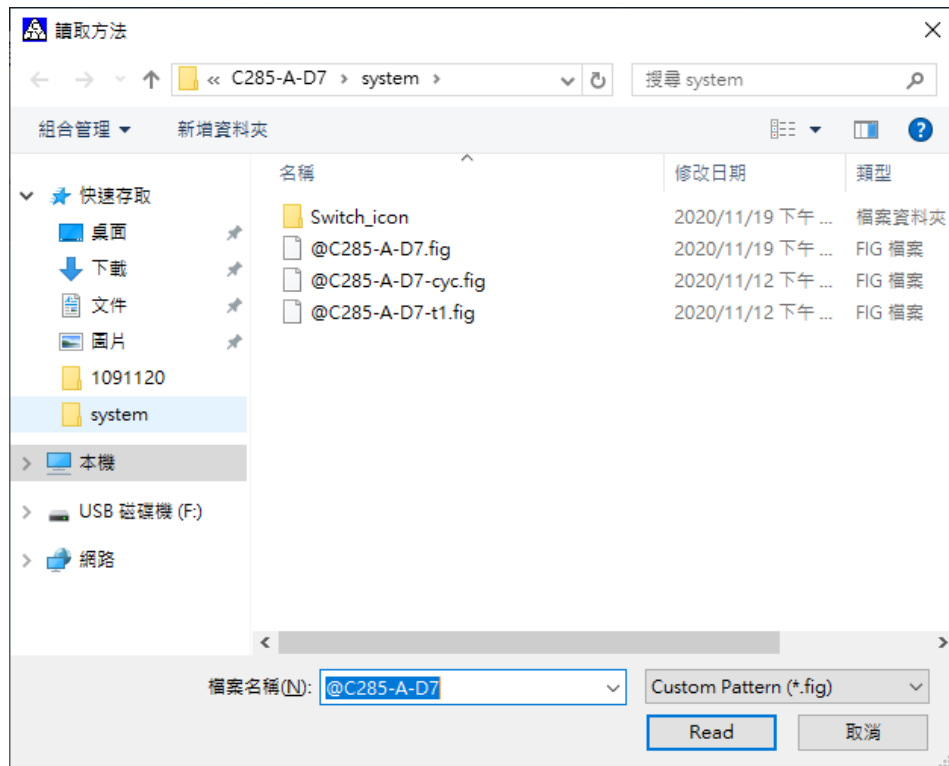 讀取方法
« C285-A-D7 › system ›
搜尋 system
組合管理
新增資料夾
名稱
修改日期
類型
快速存取
桌面
下載
文件
圖片
1091120
system
本機
USB 磁碟機 (F:)
網路
Switch_icon 2020/11/19 下午 ... 檔案資料夾
@C285-A-D7.fig 2020/11/19 下午 ... FIG 檔案
@C285-A-D7-cyc.fig 2020/11/12 下午 ... FIG 檔案
@C285-A-D7-t1.fig 2020/11/12 下午 ... FIG 檔案
檔案名稱(N): @C285-A-D7
Custom Pattern (*.fig)
Read
取消